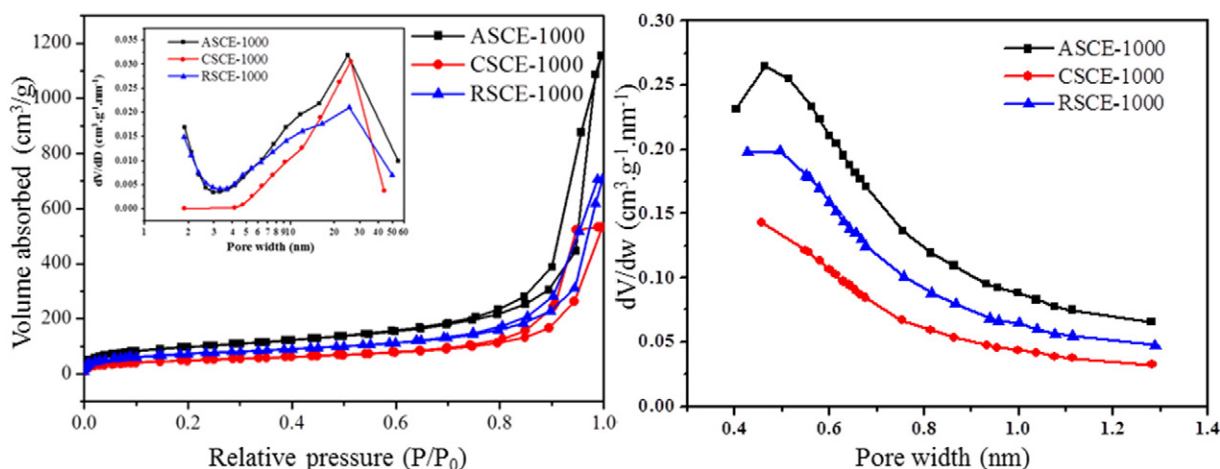 1200
1000
800
600
400
200
0
Volume absorbed (cm³/g)
0.0 0.2 0.4 0.6 0.8 1.0
Relative pressure (P/P₀)
ASCE-1000
CSCE-1000
RSCE-1000
0.035
0.030
0.025
0.020
0.015
0.010
0.005
0.000
dV/dD (cm³.g⁻¹.nm⁻¹)
ASCE-1000
CSCE-1000
RSCE-1000
1 2 3 4 5 6 7 8 910 20 30 40 50 60
Pore width (nm)
0.30
0.25
0.20
0.15
0.10
0.05
0.00
dV/dw (cm³.g⁻¹.nm⁻¹)
ASCE-1000
CSCE-1000
RSCE-1000
0.4 0.6 0.8 1.0 1.2 1.4
Pore width (nm)